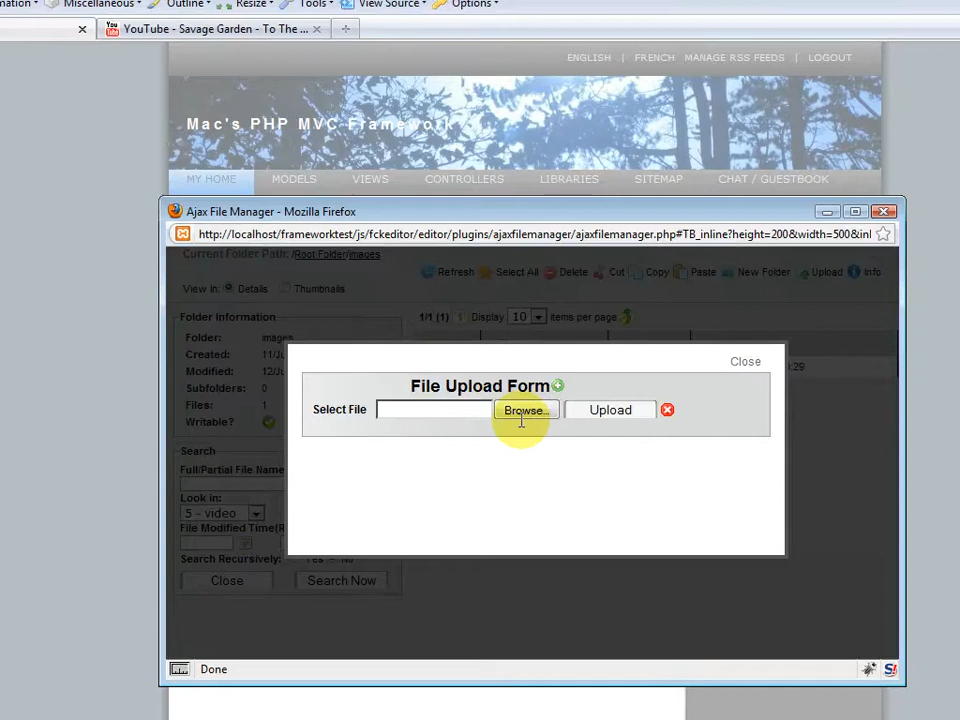 mation Miscellaneous Outline Resize Tools View Source Options
YouTube - Savage Garden - To The ...
ENGLISH | FRENCH MANAGE RSS FEEDS | LOGOUT
Mac's PHP MVC Framework
MY HOME MODELS VIEWS CONTROLLERS LIBRARIES SITEMAP CHAT / GUESTBOOK
Ajax File Manager - Mozilla Firefox
http://localhost/frameworktest/js/fckeditor/editor/plugins/ajaxfilemanager/ajaxfilemanager.php#TB_inline?height=200&width=500&inl
Current Folder Path: /Root Folder/images
Refresh Select All Delete Cut Copy Paste New Folder Upload Info
View in: Details Thumbnails
Folder Information
1/1 (1) 1 Display 10 items per page
Folder: images
Created: 11/Ju
Modified: 12/Ju
Subfolders: 0
Files: 1
Writable?
:29
Close
File Upload Form
Select File Browse... Upload
Search
Full/Partial File Name
Look in:
5 - video
File Modified Time(R
Search Recursively: Yes No
Close Search Now
Done